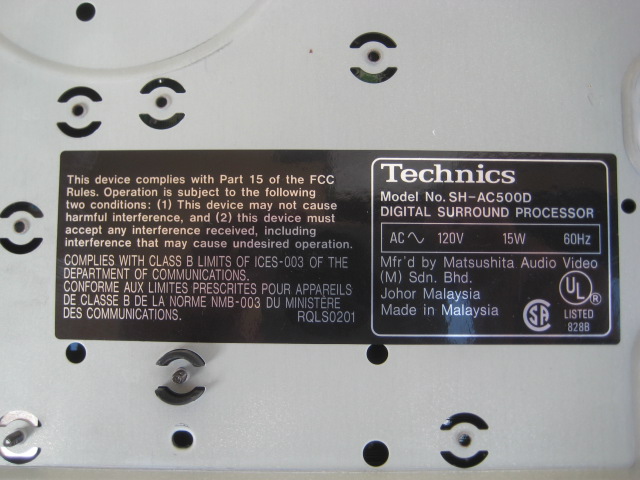 This device complies with Part 15 of the FCC
Rules. Operation is subject to the following
two conditions: (1) This device may not cause
harmful interference, and (2) this device must
accept any interference received, including
interference that may cause undesired operation.
COMPLIES WITH CLASS B LIMITS OF ICES-003 OF THE
DEPARTMENT OF COMMUNICATIONS.
CONFORME AUX LIMITES PRESCRITES POUR APPAREILS
DE CLASSE B DE LA NORME NMB-003 DU MINISTÈRE
DES COMMUNICATIONS.
RQLS0201
Technics
Model No. SH-AC500D
DIGITAL SURROUND PROCESSOR
AC 120V 15W 60Hz
Mfr'd by Matsushita Audio Video
(M) Sdn. Bhd.
Johor Malaysia
Made in Malaysia
SA
UL ®
LISTED
828B